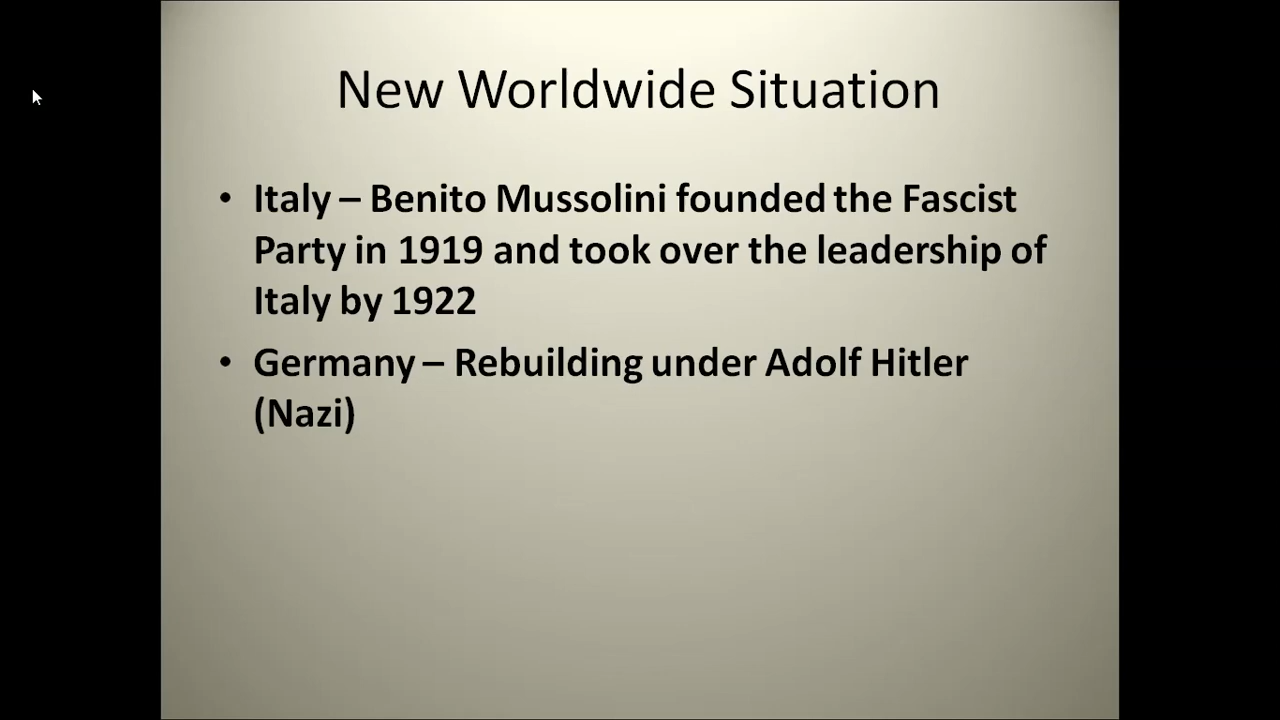 New Worldwide Situation
• Italy – Benito Mussolini founded the Fascist
Party in 1919 and took over the leadership of
Italy by 1922
• Germany – Rebuilding under Adolf Hitler
(Nazi)